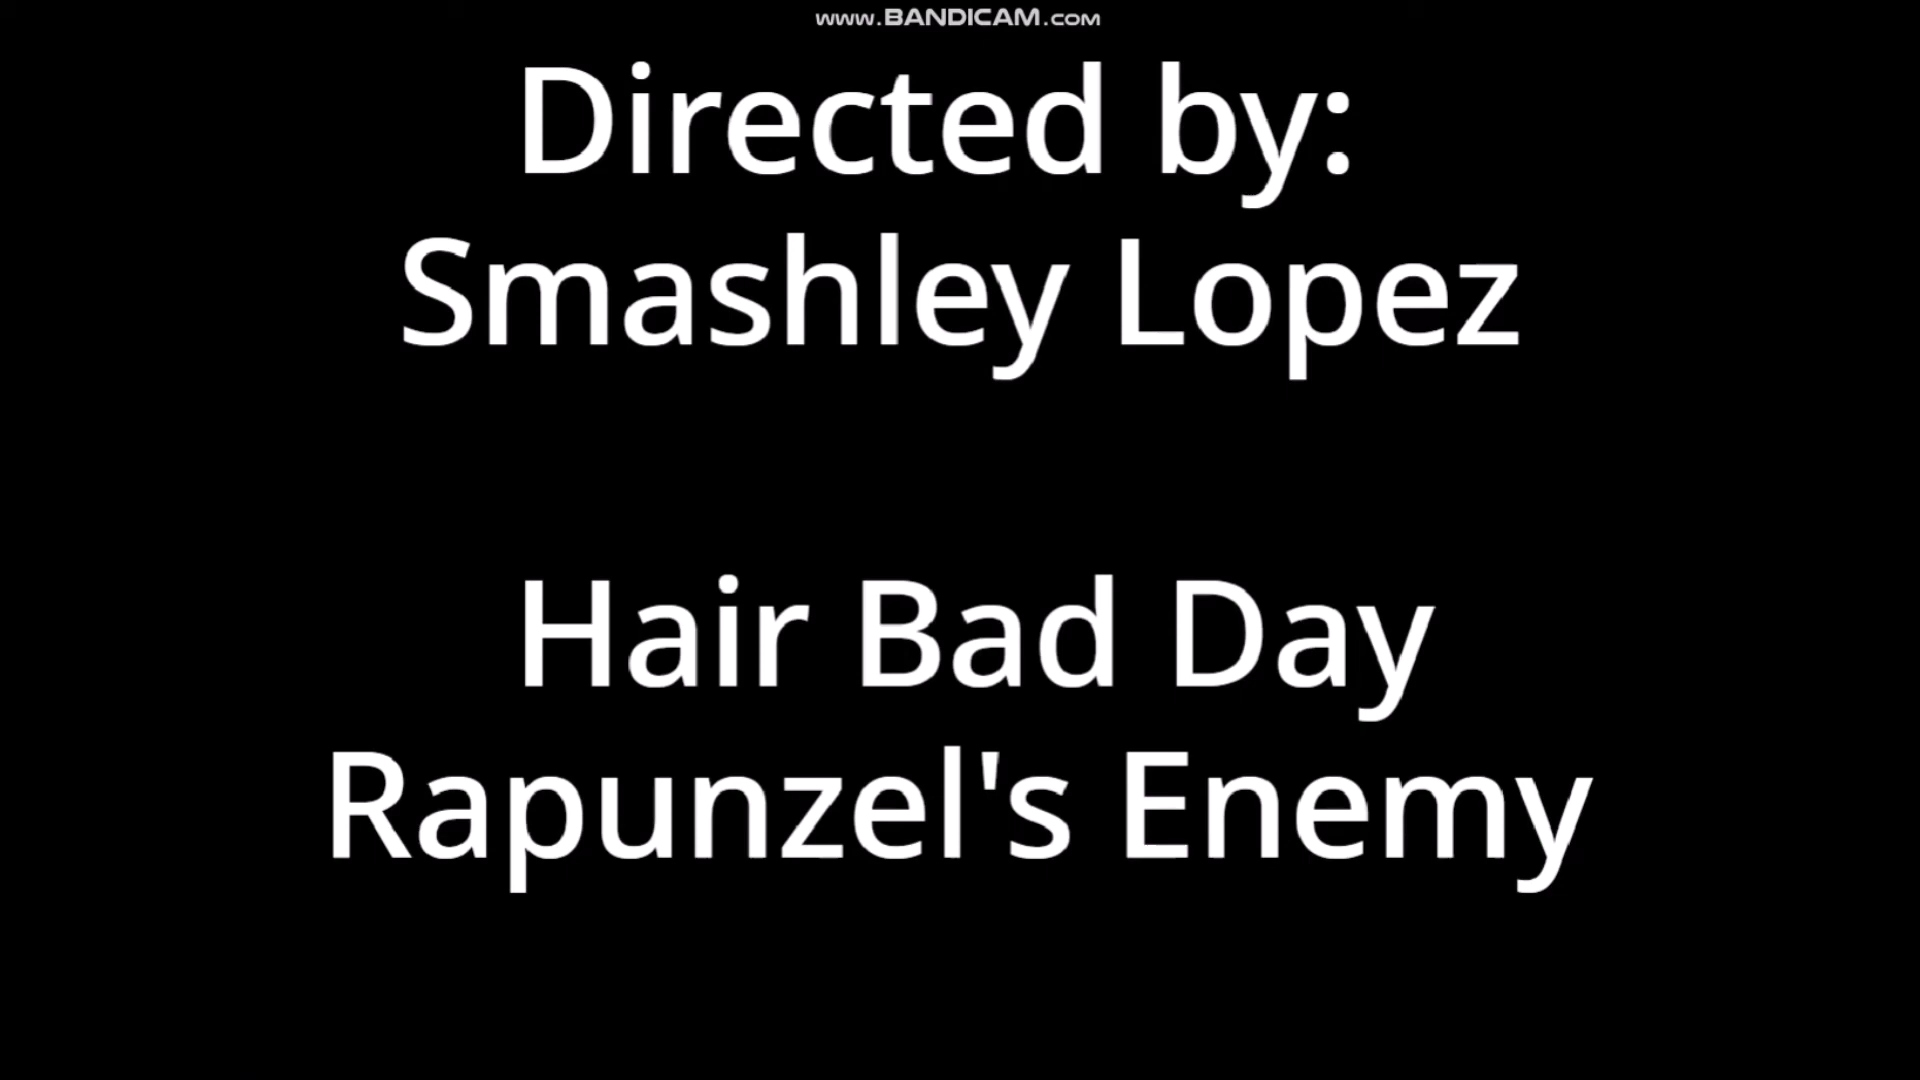 www.BANDICAM.com
Directed by:
Smashley Lopez
Hair Bad Day
Rapunzel's Enemy